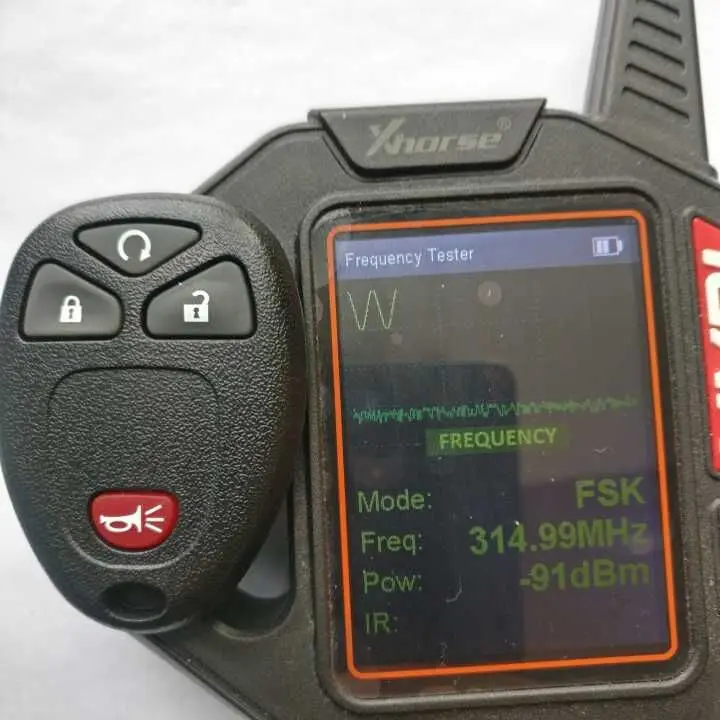 Xhorse®
Frequency Tester
FREQUENCY
Mode: FSK
Freq: 314.99MHz
Pow: -91dBm
IR: